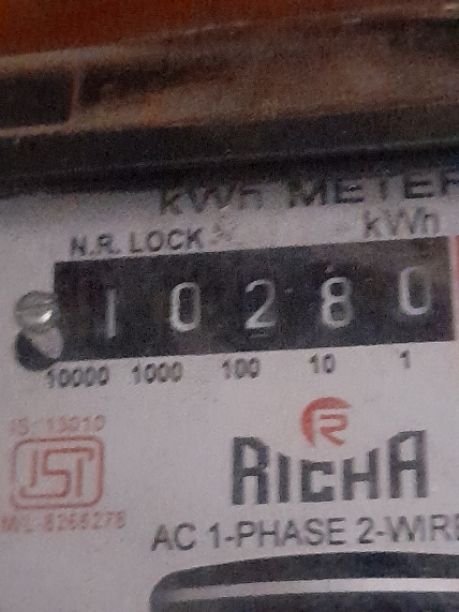 kWh METER
N.R. LOCK kWh
1 0 2 8 0
10000 1000 100 10 1
IS:13010
ISI
R
RICHA
AC 1-PHASE 2-WIRE